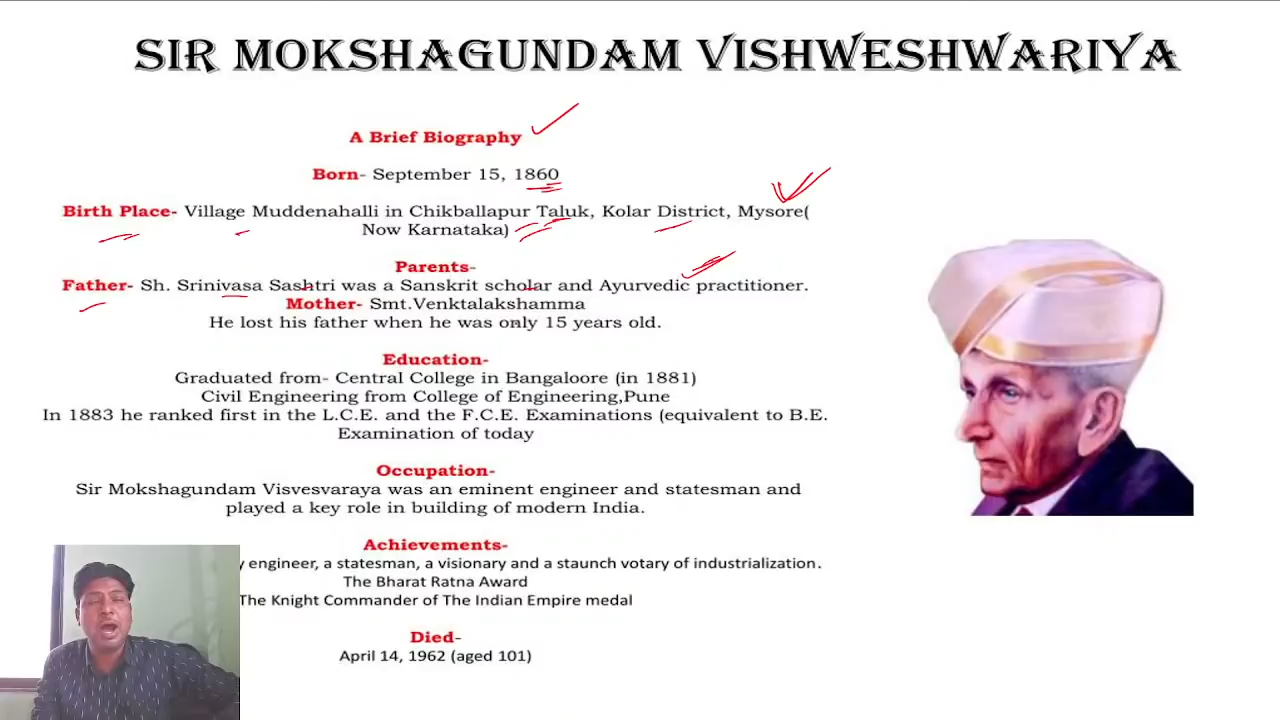 SIR MOKSHAGUNDAM VISHWESHWARIYA
A Brief Biography
Born- September 15, 1860
Birth Place- Village Muddenahalli in Chikballapur Taluk, Kolar District, Mysore(
Now Karnataka)
Parents-
Father- Sh. Srinivasa Sashtri was a Sanskrit scholar and Ayurvedic practitioner.
Mother- Smt.Venktalakshamma
He lost his father when he was only 15 years old.
Education-
Graduated from- Central College in Bangaloore (in 1881)
Civil Engineering from College of Engineering,Pune
In 1883 he ranked first in the L.C.E. and the F.C.E. Examinations (equivalent to B.E.
Examination of today
Occupation-
Sir Mokshagundam Visvesvaraya was an eminent engineer and statesman and
played a key role in building of modern India.
Achievements-
y engineer, a statesman, a visionary and a staunch votary of industrialization.
The Bharat Ratna Award
The Knight Commander of The Indian Empire medal
Died-
April 14, 1962 (aged 101)